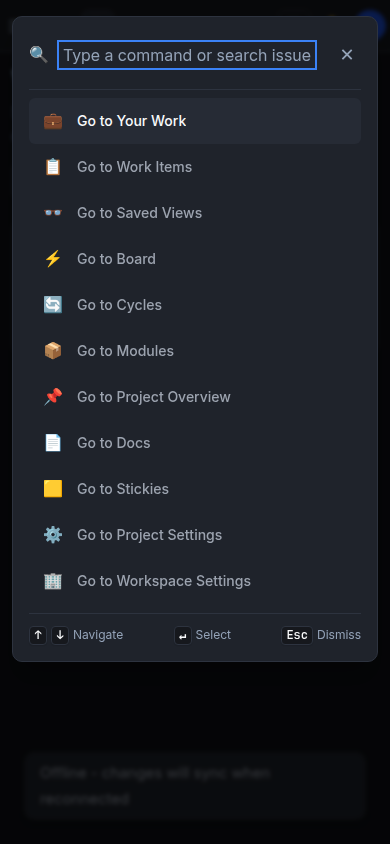 Type a command or search issue
Go to Your Work
Go to Work Items
Go to Saved Views
Go to Board
Go to Cycles
Go to Modules
Go to Project Overview
Go to Docs
Go to Stickies
Go to Project Settings
Go to Workspace Settings
↑ ↓ Navigate ↵ Select Esc Dismiss
Offline - changes will sync when
reconnected